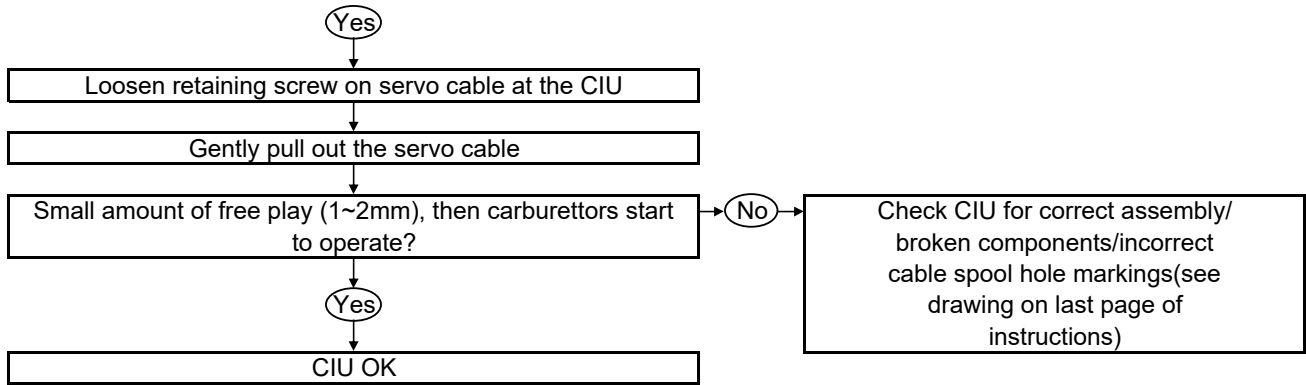 Yes
Loosen retaining screw on servo cable at the CIU
Gently pull out the servo cable
Small amount of free play (1~2mm), then carburettors start
to operate?
No
Check CIU for correct assembly/
broken components/incorrect
cable spool hole markings(see
drawing on last page of
instructions)
Yes
CIU OK